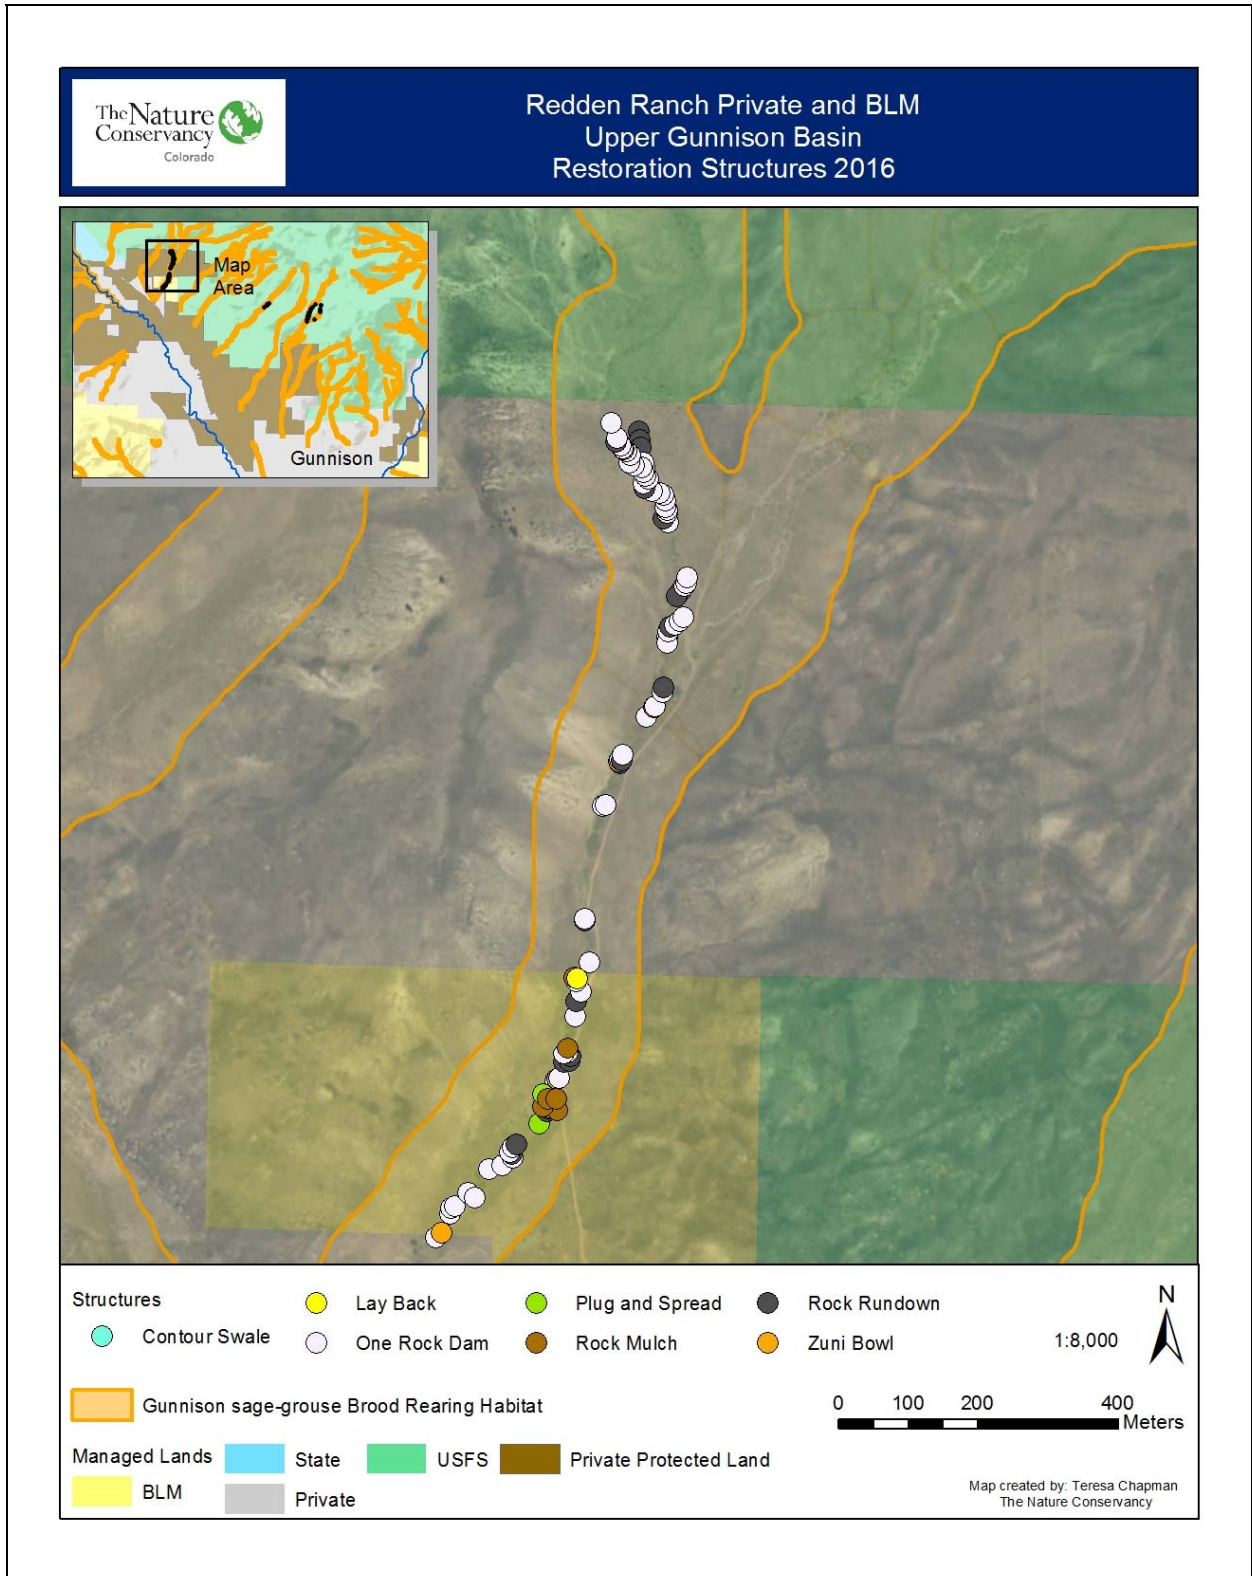 The Nature
Conservancy
Colorado
Redden Ranch Private and BLM
Upper Gunnison Basin
Restoration Structures 2016
Map
Area
Gunnison
Structures
Lay Back
Plug and Spread
Rock Rundown
Contour Swale
One Rock Dam
Rock Mulch
Zuni Bowl
1:8,000
N
Gunnison sage-grouse Brood Rearing Habitat
0 100 200 400
Meters
Managed Lands
State
USFS
Private Protected Land
BLM
Private
Map created by: Teresa Chapman
The Nature Conservancy